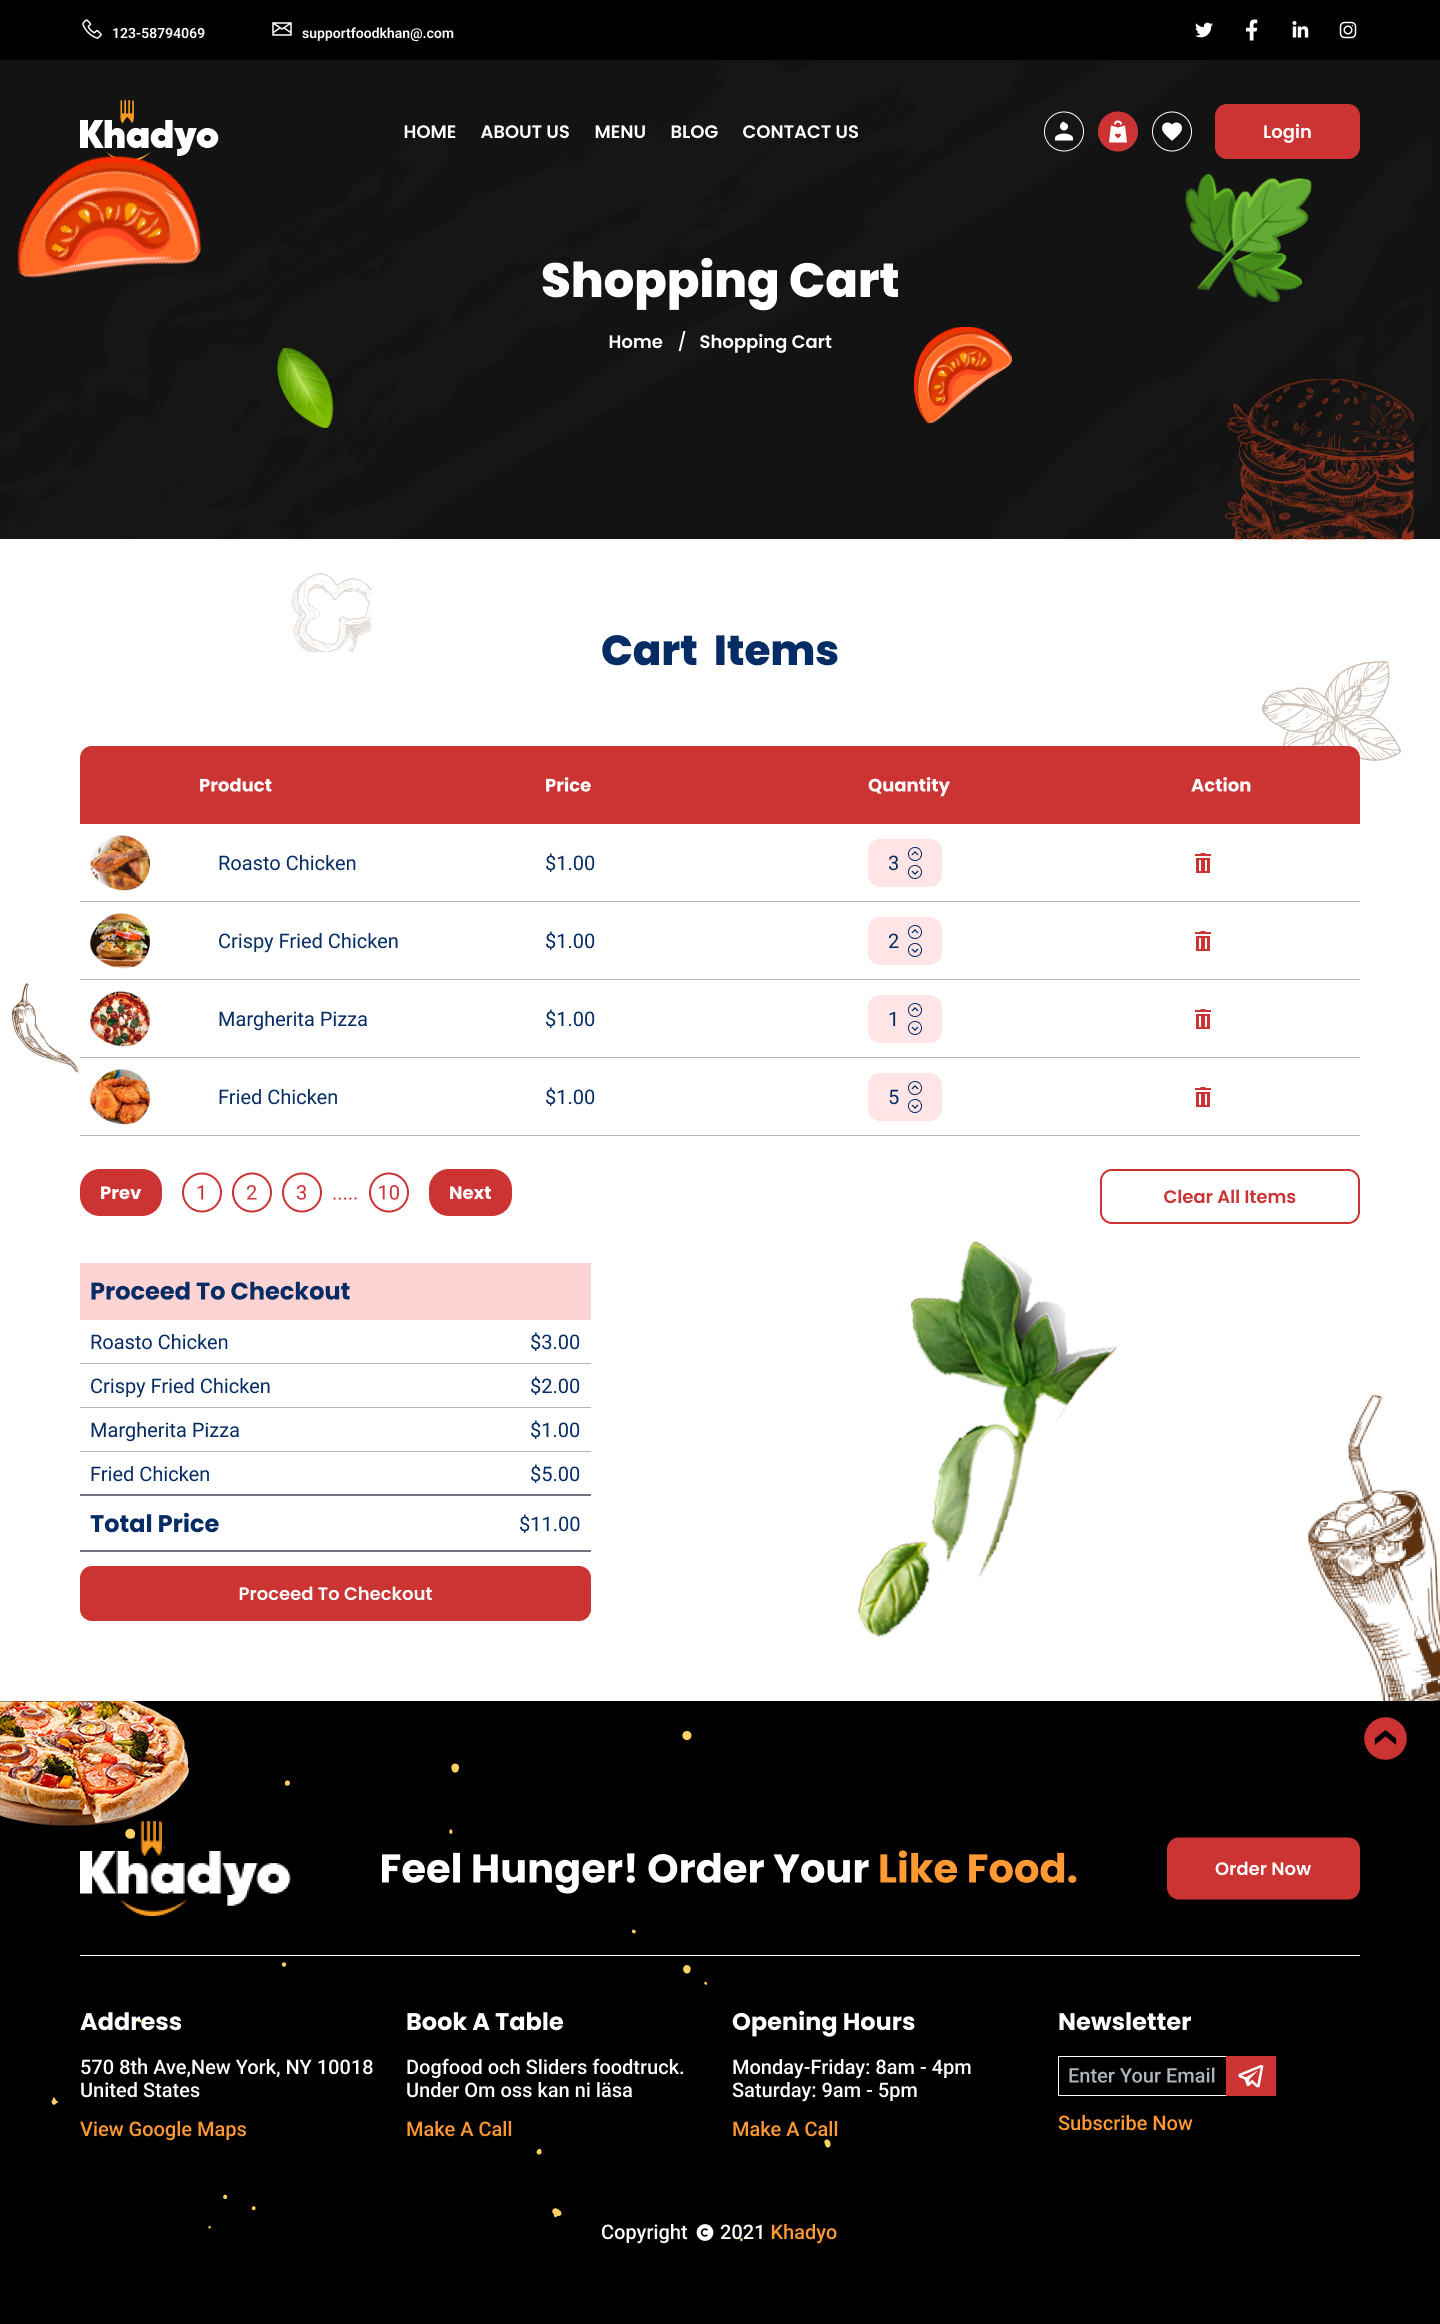 123-58794069 supportfoodkhan@.com
Khadyo HOME ABOUT US MENU BLOG CONTACT US Login
Shopping Cart
Home / Shopping Cart
Cart Items
Product Price Quantity Action
Roasto Chicken $1.00 3
Crispy Fried Chicken $1.00 2
Margherita Pizza $1.00 1
Fried Chicken $1.00 5
Prev 1 2 3 ..... 10 Next Clear All Items
Proceed To Checkout
Roasto Chicken $3.00
Crispy Fried Chicken $2.00
Margherita Pizza $1.00
Fried Chicken $5.00
Total Price $11.00
Proceed To Checkout
Khadyo Feel Hunger! Order Your Like Food. Order Now
Address
570 8th Ave,New York, NY 10018
United States
View Google Maps
Book A Table
Dogfood och Sliders foodtruck.
Under Om oss kan ni läsa
Make A Call
Opening Hours
Monday-Friday: 8am - 4pm
Saturday: 9am - 5pm
Make A Call
Newsletter
Enter Your Email
Subscribe Now
Copyright © 2021 Khadyo